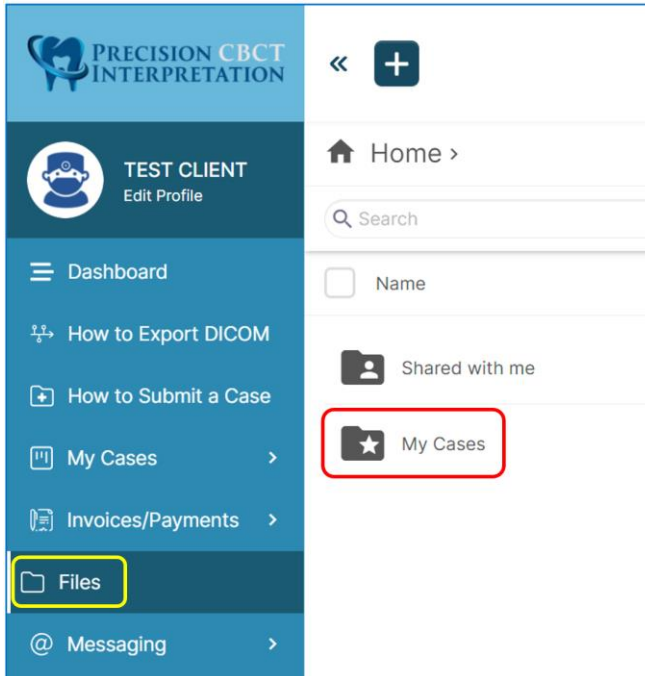 PRECISION CBCT
INTERPRETATION
TEST CLIENT
Edit Profile
Dashboard
How to Export DICOM
How to Submit a Case
My Cases
Invoices/Payments
Files
@ Messaging
Home
Search
Name
Shared with me
My Cases